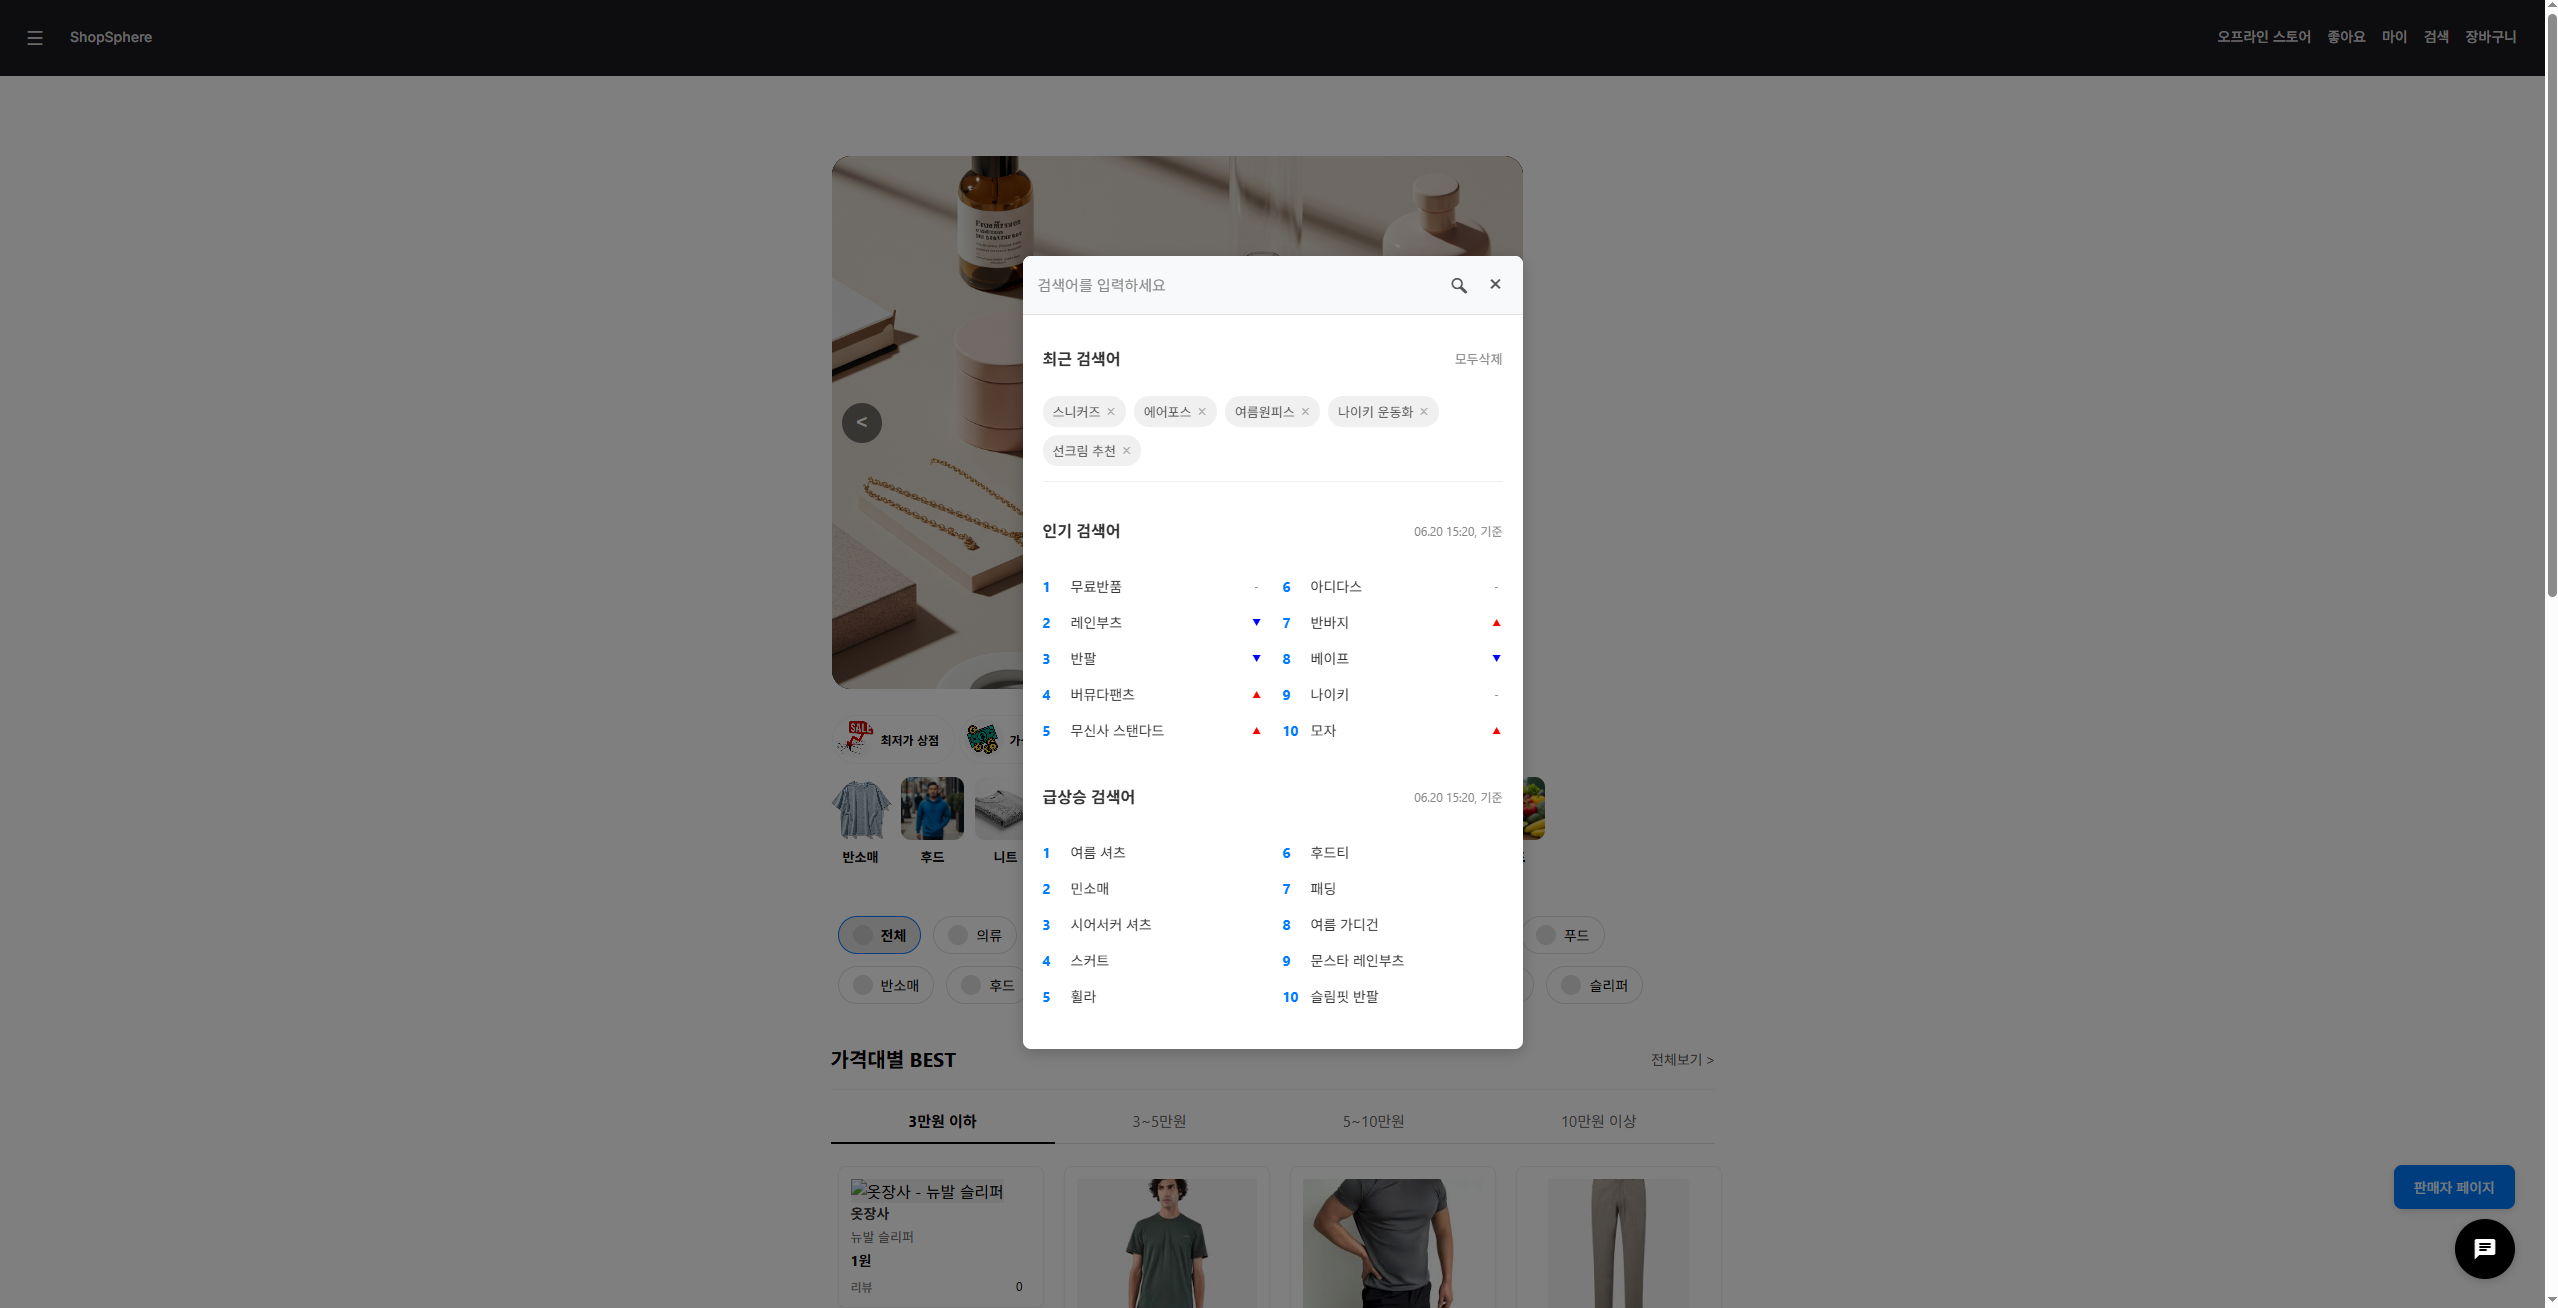 ☰ ShopSphere
오프라인 스토어 좋아요 마이 검색 장바구니
<
검색어를 입력하세요 ✕
최근 검색어 모두삭제
스니커즈 × 에어포스 × 여름원피스 × 나이키 운동화 ×
선크림 추천 ×
인기 검색어 06.20 15:20, 기준
1 무료반품 - 6 아디다스 -
2 레인부츠 ▼ 7 반바지 ▲
3 반팔 ▼ 8 베이프 ▼
4 버뮤다팬츠 ▲ 9 나이키 -
5 무신사 스탠다드 ▲ 10 모자 ▲
급상승 검색어 06.20 15:20, 기준
1 여름 셔츠 6 후드티
2 민소매 7 패딩
3 시어서커 셔츠 8 여름 가디건
4 스커트 9 문스타 레인부츠
5 휠라 10 슬림핏 반팔
SALE
최저가 상점
반소매 후드 니트
전체 의류 푸드
반소매 후드 슬리퍼
가격대별 BEST 전체보기 >
3만원 이하 3~5만원 5~10만원 10만원 이상
옷장사 - 뉴발 슬리퍼
옷장사
뉴발 슬리퍼
1원
리뷰 0
판매자 페이지